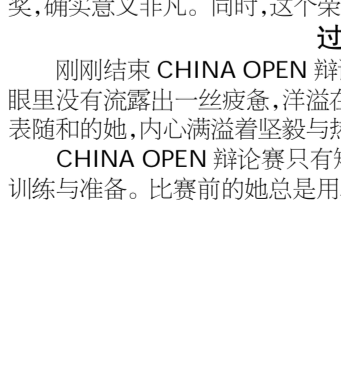 奖,确实意义非凡。同时,这个荣
过
刚刚结束 CHINA OPEN 辩
眼里没有流露出一丝疲惫,洋溢在
表随和的她,内心满溢着坚毅与
CHINA OPEN 辩论赛只有
训练与准备。比赛前的她总是用